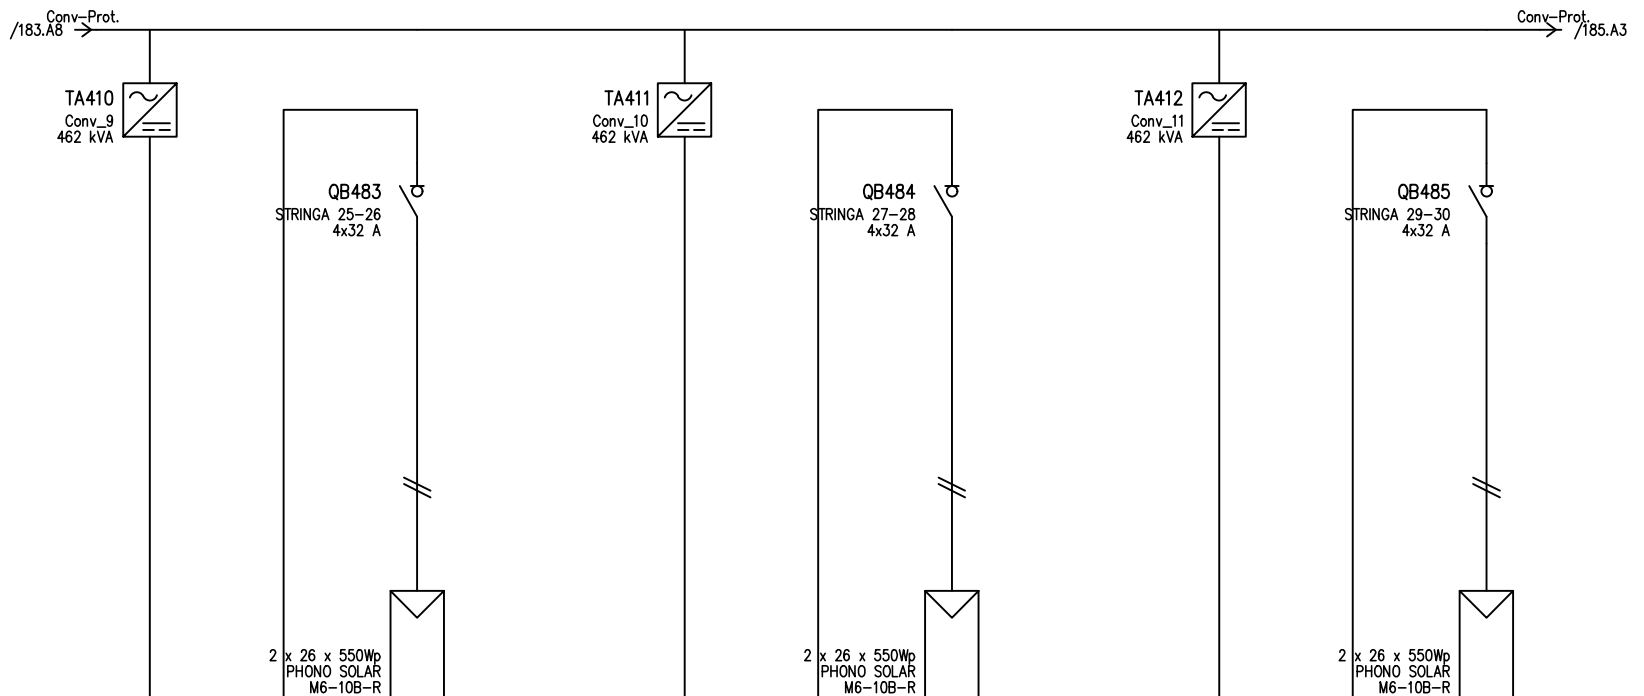 Conv-Prot.
/183.A8
Conv-Prot.
/185.A3
TA410
Conv_9
462 kVA
QB483
STRINGA 25-26
4x32 A
2 x 26 x 550Wp
PHONO SOLAR
M6-10B-R
TA411
Conv_10
462 kVA
QB484
STRINGA 27-28
4x32 A
2 x 26 x 550Wp
PHONO SOLAR
M6-10B-R
TA412
Conv_11
462 kVA
QB485
STRINGA 29-30
4x32 A
2 x 26 x 550Wp
PHONO SOLAR
M6-10B-R